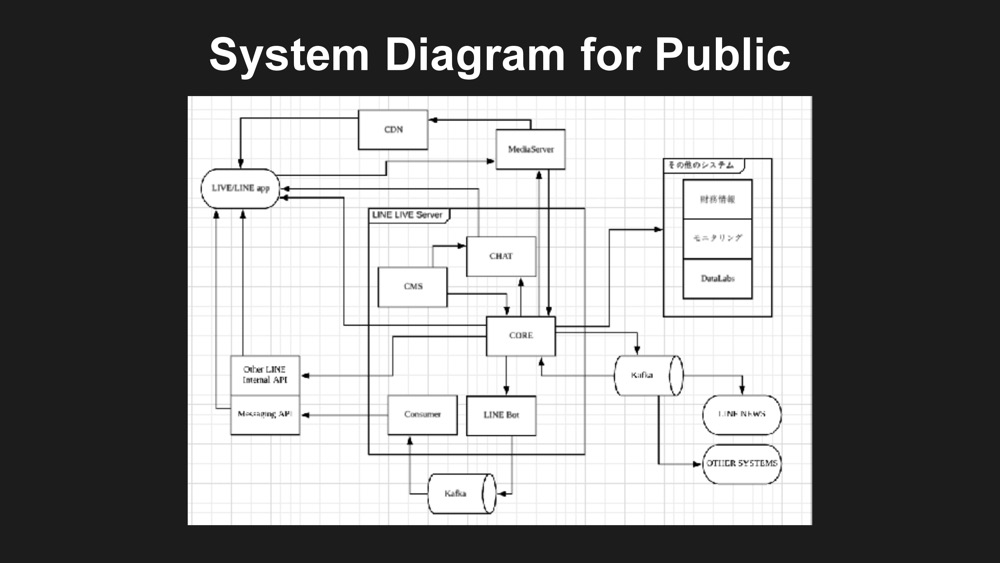 System Diagram for Public
CDN
MediaServer
その他のシステム
LIVE/LINE app
財務情報
LINE LIVE Server
モニタリング
CHAT
DataLabs
CMS
CORE
Other LINE
Internal API
Kafka
Messaging API
Consumer
LINE Bot
LINE NEWS
OTHER SYSTEMS
Kafka